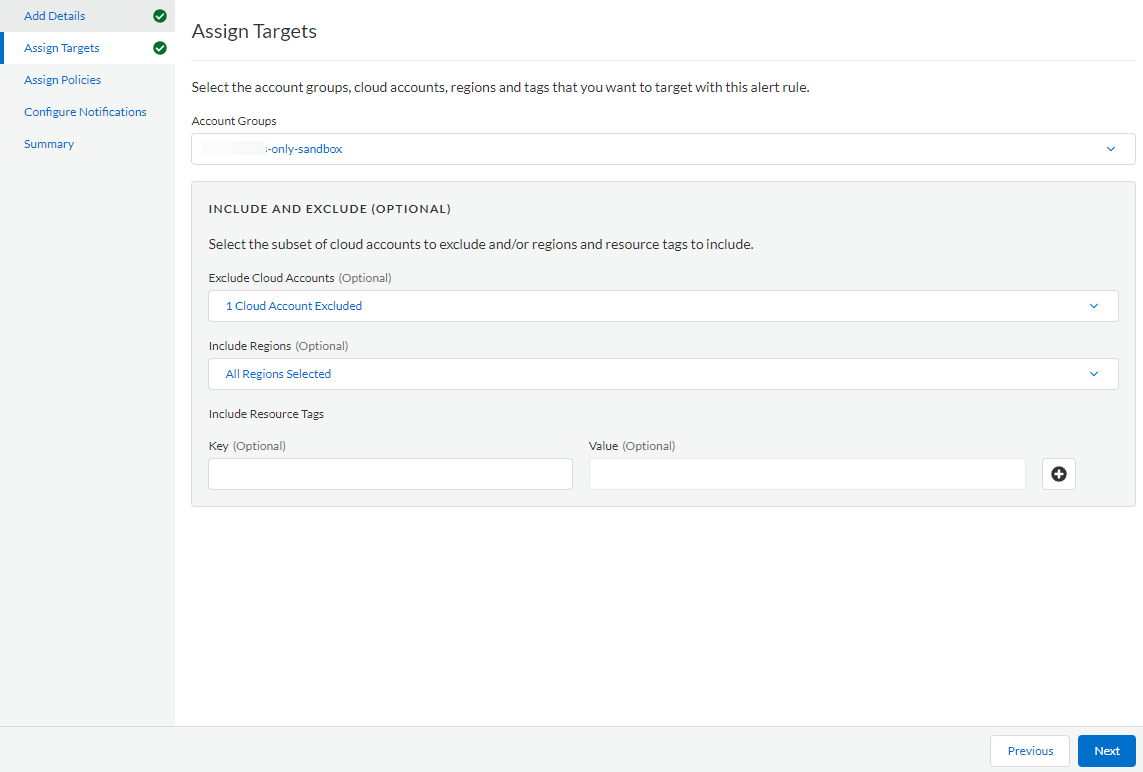 Add Details
Assign Targets
Assign Policies
Configure Notifications
Summary
Assign Targets
Select the account groups, cloud accounts, regions and tags that you want to target with this alert rule.
Account Groups
-only-sandbox
INCLUDE AND EXCLUDE (OPTIONAL)
Select the subset of cloud accounts to exclude and/or regions and resource tags to include.
Exclude Cloud Accounts (Optional)
1 Cloud Account Excluded
Include Regions (Optional)
All Regions Selected
Include Resource Tags
Key (Optional) Value (Optional)
Previous Next